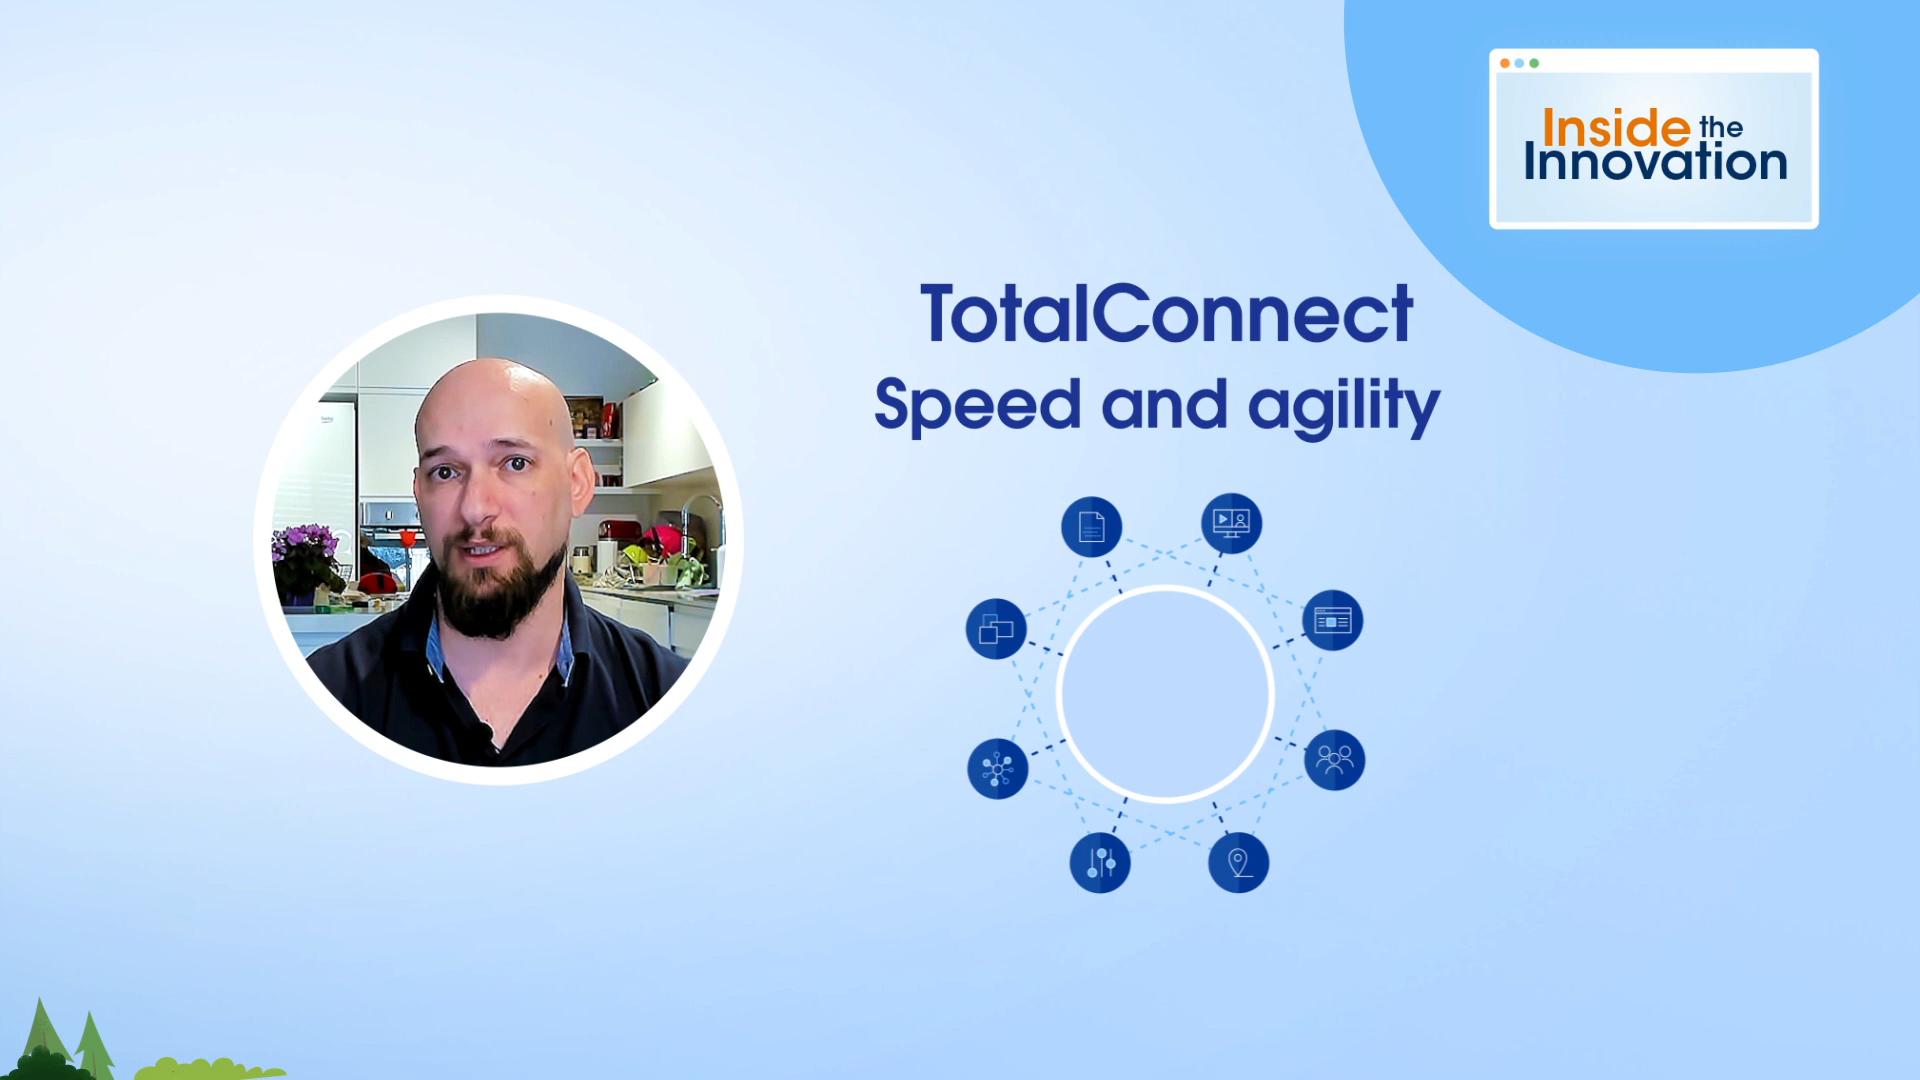 Inside the
Innovation
TotalConnect
Speed and agility